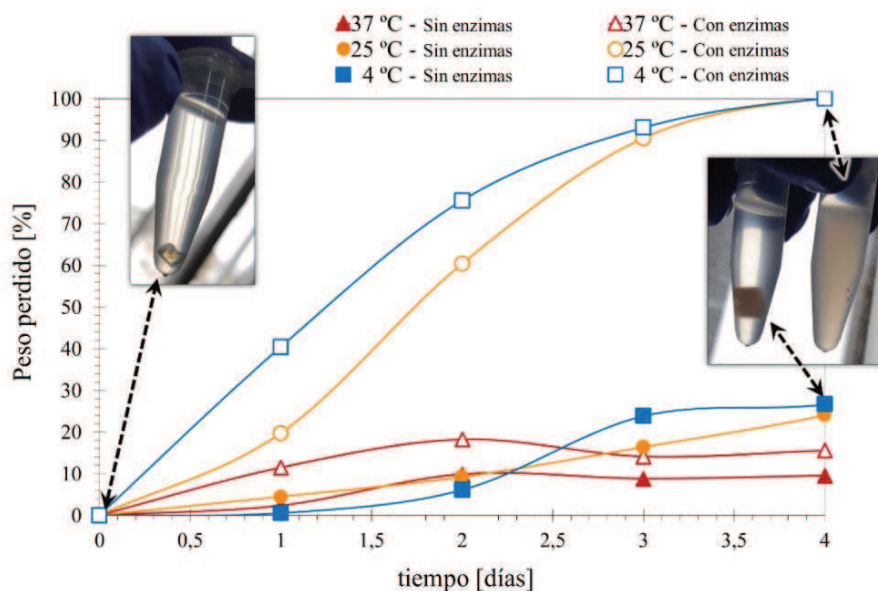 37 ºC - Sin enzimas
37 ºC - Con enzimas
25 ºC - Sin enzimas
25 ºC - Con enzimas
4 ºC - Sin enzimas
4 ºC - Con enzimas
100
90
80
70
60
50
40
30
20
10
0
Peso perdido [%]
0
0,5
1
1,5
2
2,5
3
3,5
4
tiempo [días]